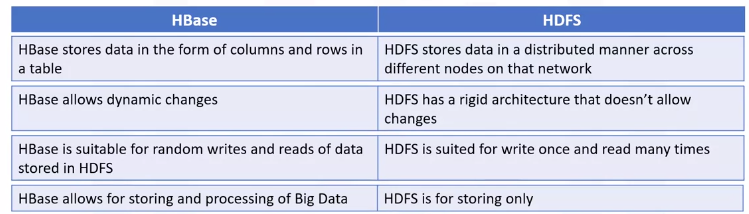 HBase
HDFS
HBase stores data in the form of columns and rows in
a table
HDFS stores data in a distributed manner across
different nodes on that network
HBase allows dynamic changes
HDFS has a rigid architecture that doesn't allow
changes
HBase is suitable for random writes and reads of data
stored in HDFS
HDFS is suited for write once and read many times
HBase allows for storing and processing of Big Data
HDFS is for storing only